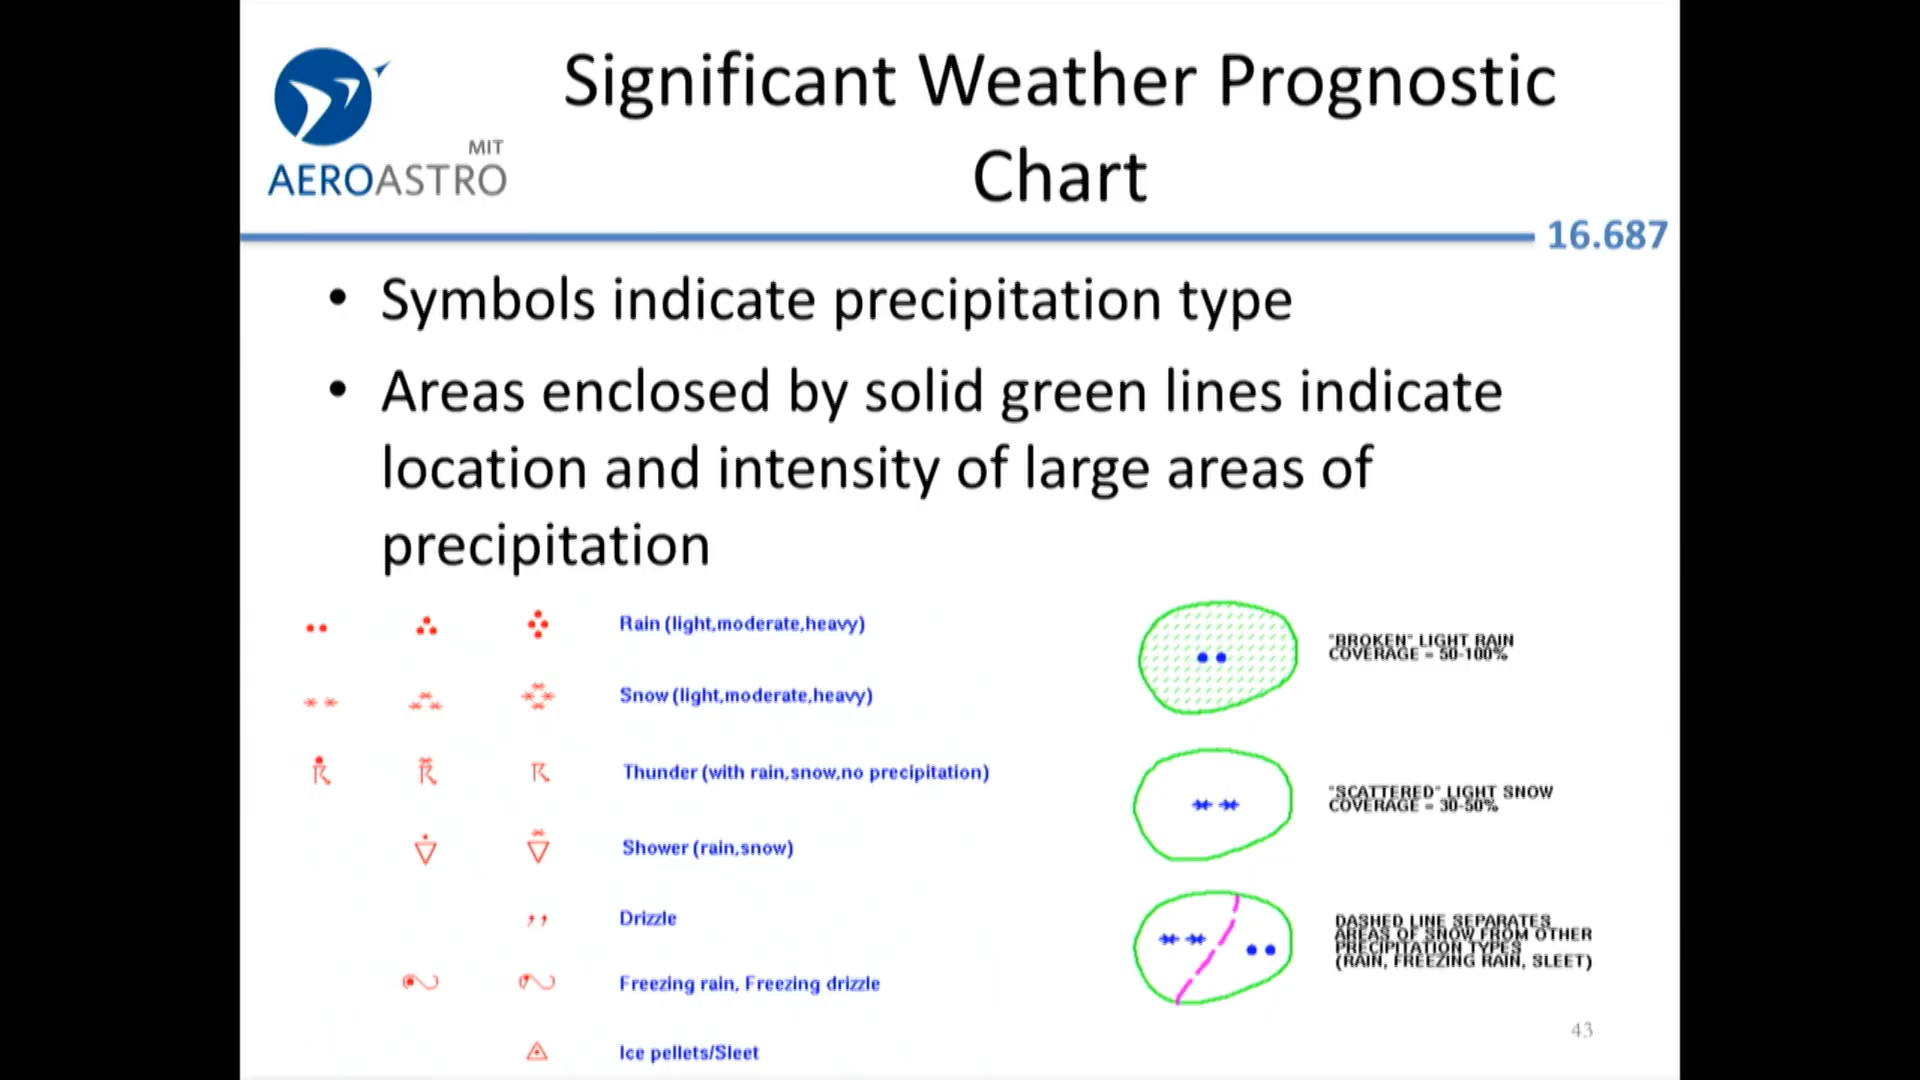 Significant Weather Prognostic
Chart
MIT
AEROASTRO
16.687
• Symbols indicate precipitation type
• Areas enclosed by solid green lines indicate
location and intensity of large areas of
precipitation
Rain (light,moderate,heavy)
Snow (light,moderate,heavy)
Thunder (with rain,snow,no precipitation)
Shower (rain,snow)
Drizzle
Freezing rain, Freezing drizzle
Ice pellets/Sleet
"BROKEN" LIGHT RAIN
COVERAGE = 50-100%
"SCATTERED" LIGHT SNOW
COVERAGE = 30-50%
DASHED LINE SEPARATES
AREAS OF SNOW FROM OTHER
PRECIPITATION TYPES
(RAIN, FREEZING RAIN, SLEET)
43